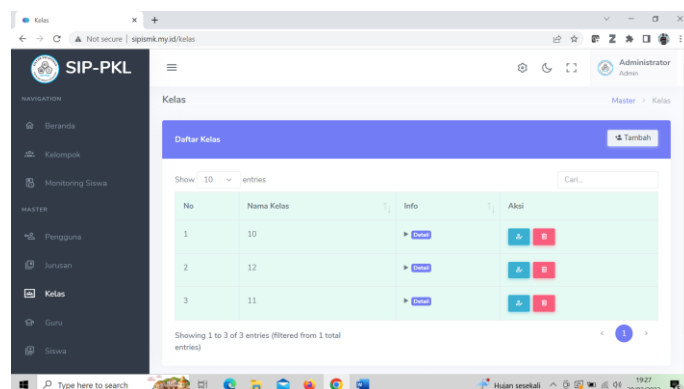 Kelas
Not secure | sipismk.my.id/kelas
SIP-PKL
Administrator
Admin
NAVIGATION
Kelas
Master > Kelas
Beranda
Daftar Kelas
Tambah
Kelompok
Monitoring Siswa
Show 10 entries
Cari...
MASTER
No Nama Kelas Info Aksi
Pengguna
1 10 Detail
Jurusan
2 12 Detail
Kelas
3 11 Detail
Guru
Showing 1 to 3 of 3 entries (filtered from 1 total
entries)
1
Siswa
Type here to search
Hujan sesekali
19:27